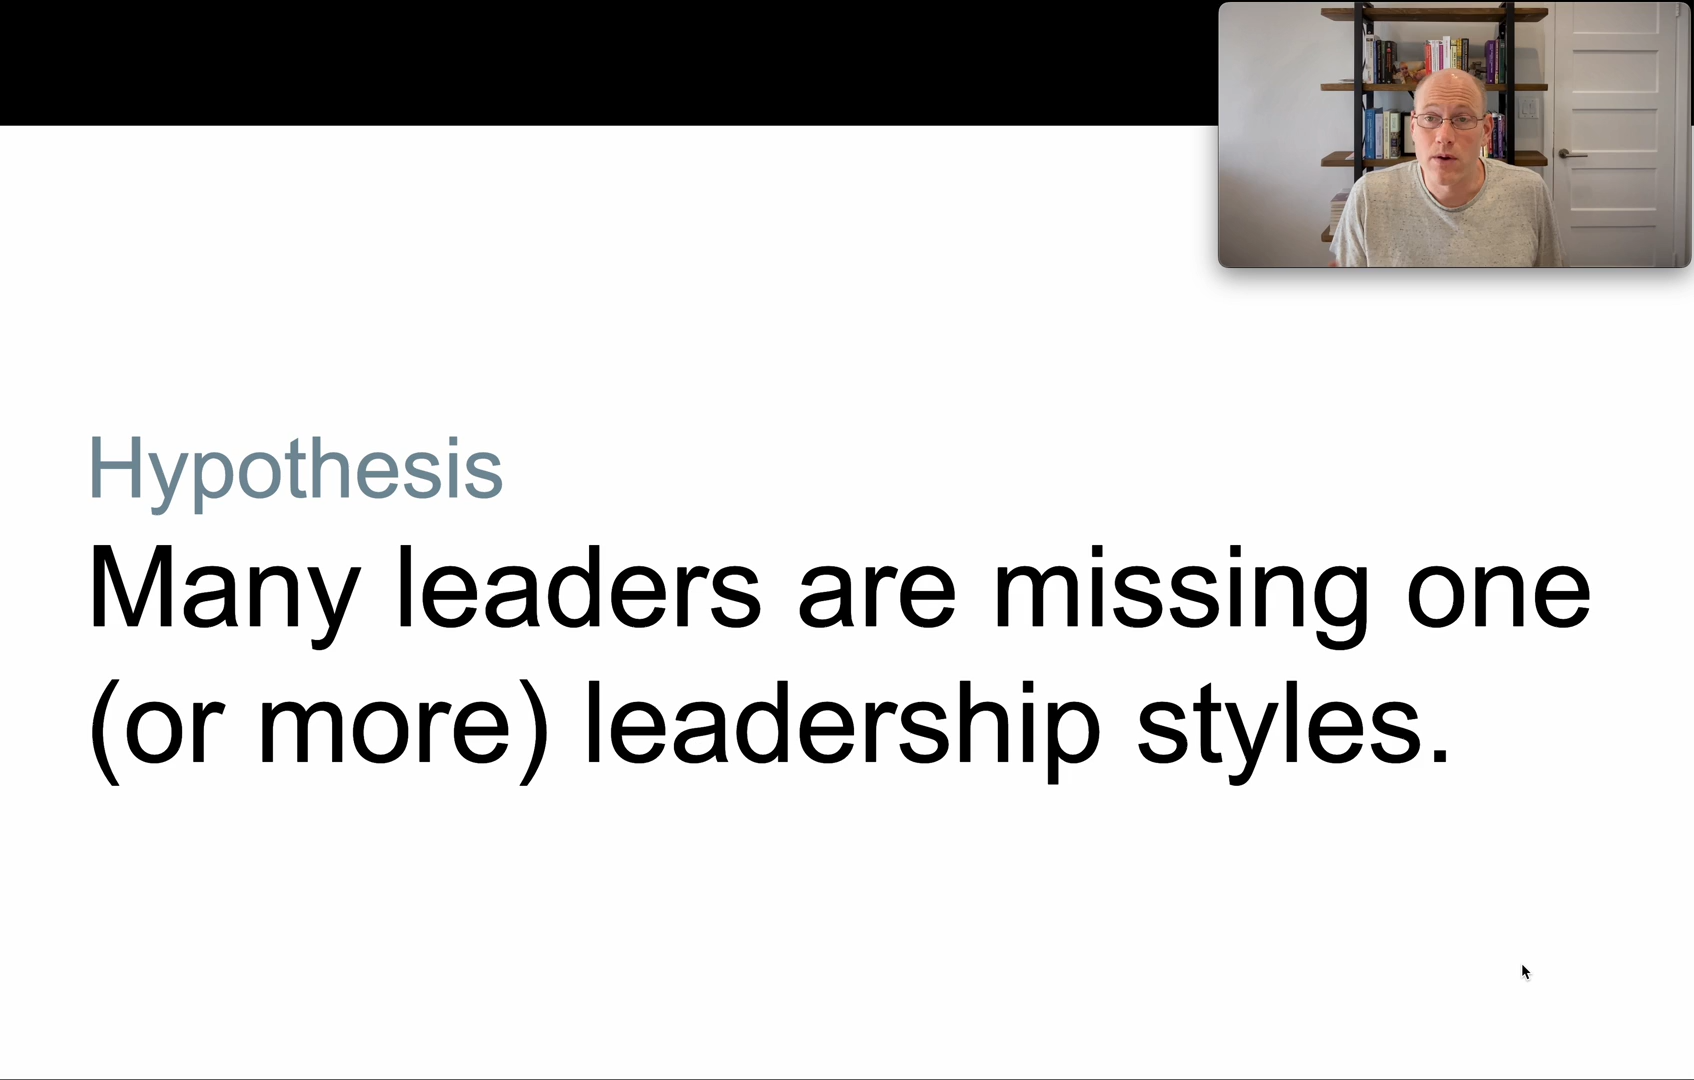 Hypothesis
Many leaders are missing one
(or more) leadership styles.